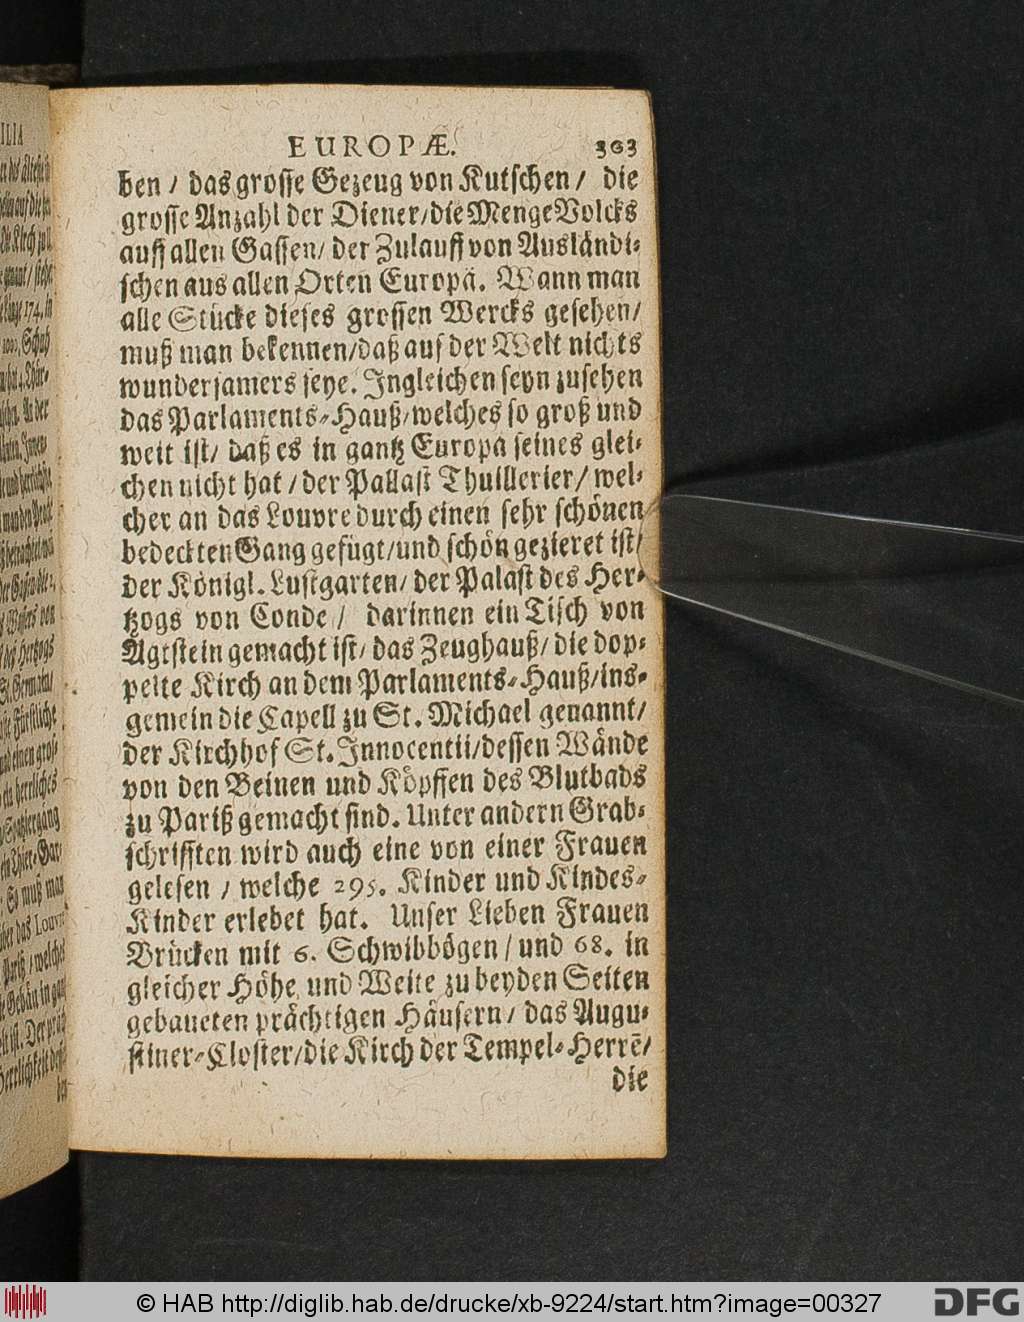 EUROPÆ. 303
ben / das grosse Gezeug von Kutschen / die
grosse Anzahl der Diener/die Menge Volcks
auff allen Gassen/ der Zulauff von Ausländi-
schen aus allen Orten Europä. Wann man
alle Stücke dieses grossen Wercks gesehen/
muß man bekennen/daß auf der Welt nichts
wundersamers seye. Ingleichen seyn zusehen
das Parlaments-Hauß/welches so groß und
weit ist/ daß es in gantz Europa seines glei-
chen nicht hat / der Pallast Thuillerier/ wel-
cher an das Louvre durch einen sehr schönen
bedeckten Gang gefügt/und schön gezieret ist/
der Königl. Lustgarten/ der Palast des Her-
tzogs von Conde / darinnen ein Tisch von
Agtstein gemacht ist/ das Zeughauß/ die dop-
pelte Kirch an dem Parlaments-Hauß/ins-
gemein die Capell zu St. Michael genannt/
der Kirchhof St. Innocentii/dessen Wände
von den Beinen und Köpffen des Blutbads
zu Pariß gemacht sind. Unter andern Grab-
schrifften wird auch eine von einer Frauen
gelesen / welche 295. Kinder und Kindes-
Kinder erlebet hat. Unser Lieben Frauen
Brücken mit 6. Schwibbögen/ und 68. in
gleicher Höhe und Weite zu beyden Seiten
gebaueten prächtigen Häusern/ das Augu-
stiner-Closter/die Kirch der Tempel-Herrē/
die
© HAB http://diglib.hab.de/drucke/xb-9224/start.htm?image=00327
DFG